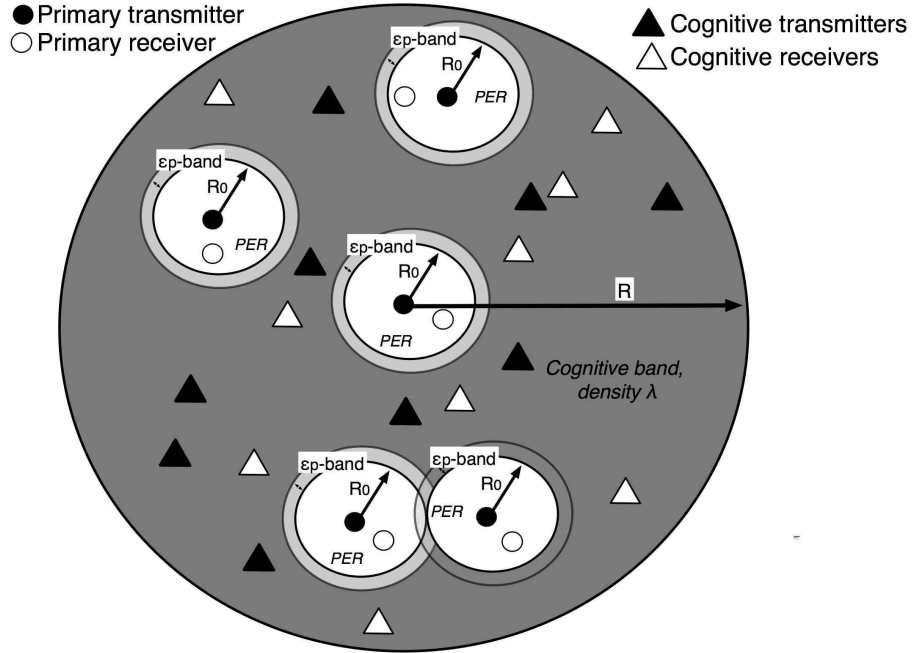 Primary transmitter
Primary receiver
Cognitive transmitters
Cognitive receivers
εp-band
R0
PER
εp-band
R0
PER
εp-band
R0
PER
R
Cognitive band,
density λ
εp-band
R0
PER
εp-band
R0
PER